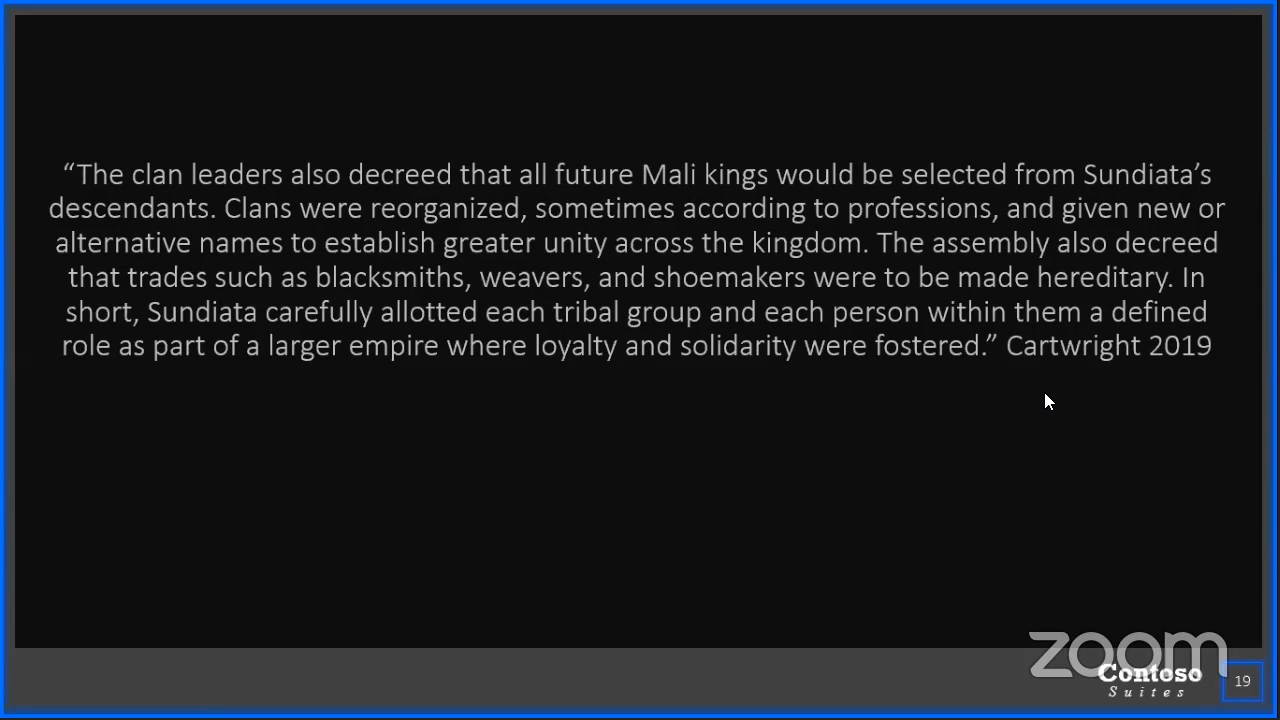 “The clan leaders also decreed that all future Mali kings would be selected from Sundiata’s
descendants. Clans were reorganized, sometimes according to professions, and given new or
alternative names to establish greater unity across the kingdom. The assembly also decreed
that trades such as blacksmiths, weavers, and shoemakers were to be made hereditary. In
short, Sundiata carefully allotted each tribal group and each person within them a defined
role as part of a larger empire where loyalty and solidarity were fostered.” Cartwright 2019
zoom
Contoso
Suites
19